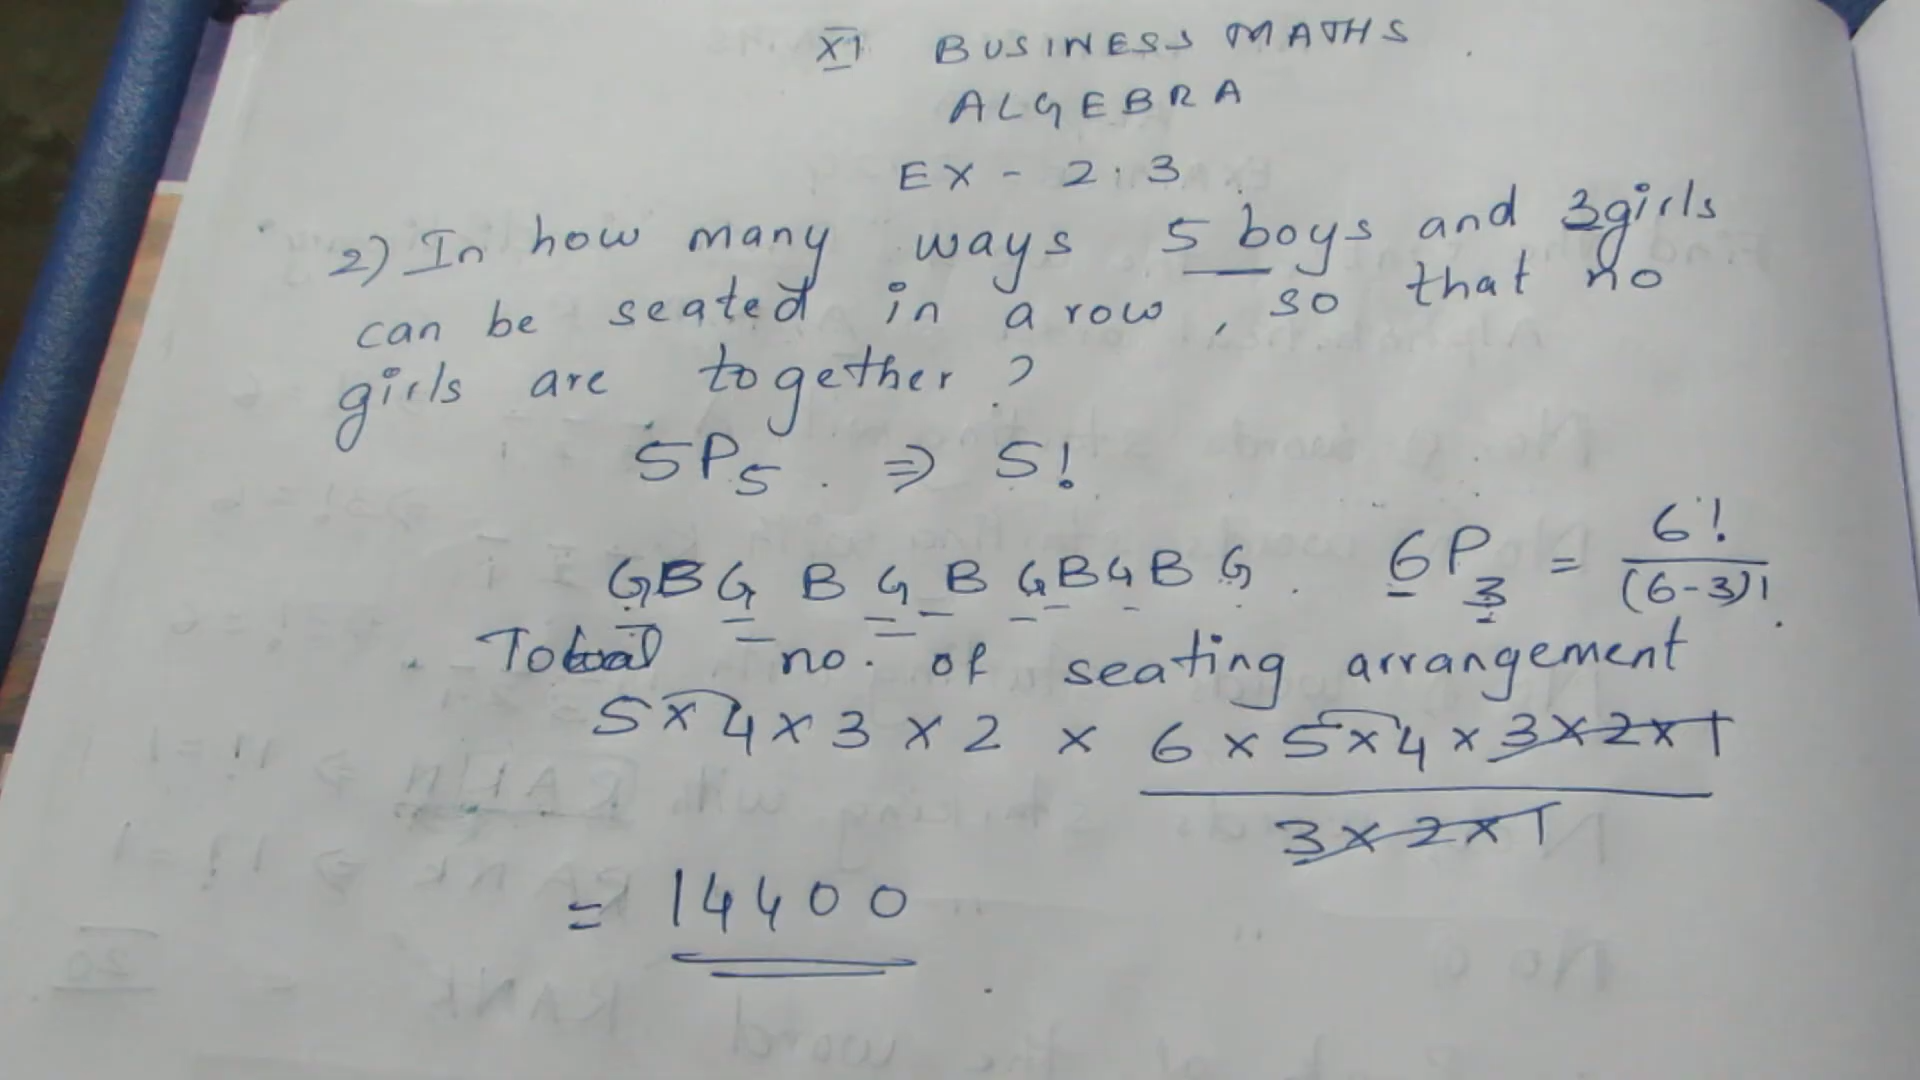 XI BUSINESS MATHS
ALGEBRA
EX - 2.3
2) In how many ways 5 boys and 3 girls
can be seated in a row, so that no
girls are together?
5P5 . ⇒ 5!
GBG B G B GBGBG . 6P3 = 6!/(6-3)!
Total no. of seating arrangement
5 x 4 x 3 x 2 x 6 x 5 x 4 x 3 x 2 x 1
3 x 2 x 1
= 14400